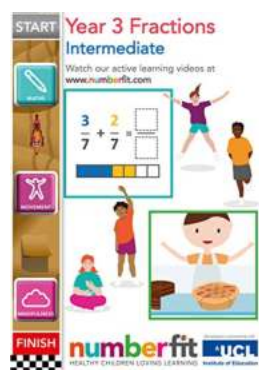 START
Year 3 Fractions
Intermediate
Watch our active learning videos at
www.numberfit.com
3/7 + 2/7 =
MOVEMENT
MINDFULNESS
FINISH
numberfit
HEALTHY CHILDREN LOVING LEARNING
UCL
Institute of Education